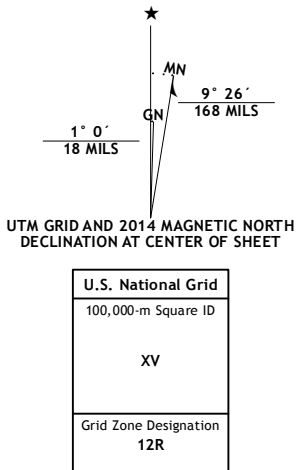 ★
MN
GN
9° 26´
168 MILS
1° 0´
18 MILS
UTM GRID AND 2014 MAGNETIC NORTH
DECLINATION AT CENTER OF SHEET
U.S. National Grid
100,000-m Square ID
XV
Grid Zone Designation
12R